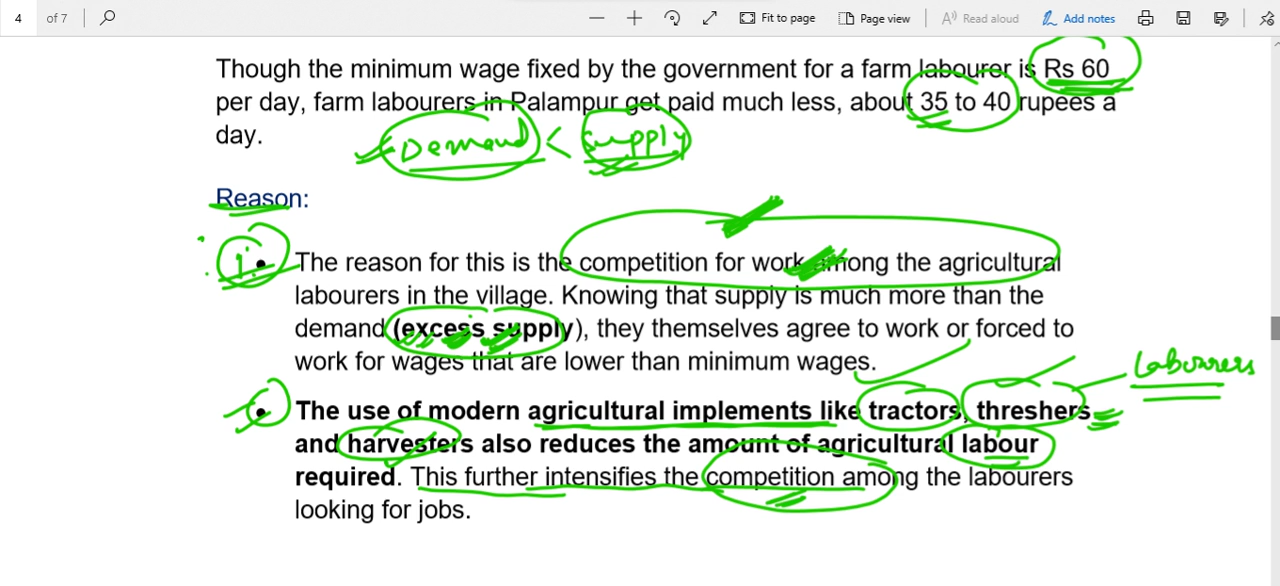 4 of 7 Fit to page Page view Read aloud Add notes
Though the minimum wage fixed by the government for a farm labourer is Rs 60
per day, farm labourers in Palampur get paid much less, about 35 to 40 rupees a
day.
Demand < Supply
Reason:
1.
The reason for this is the competition for work among the agricultural
labourers in the village. Knowing that supply is much more than the
demand (excess supply), they themselves agree to work or forced to
work for wages that are lower than minimum wages.
Labourers
• The use of modern agricultural implements like tractors, threshers
and harvesters also reduces the amount of agricultural labour
required. This further intensifies the competition among the labourers
looking for jobs.